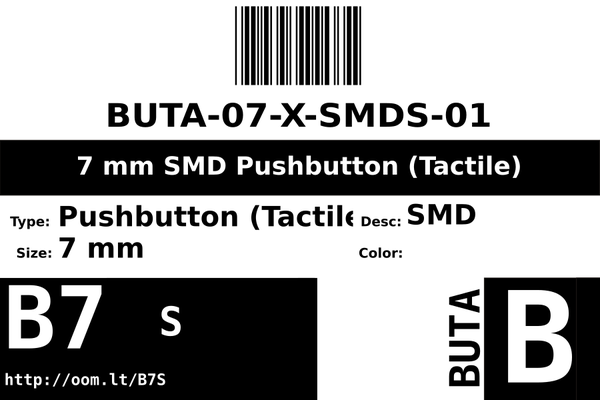 BUTA-07-X-SMDS-01
7 mm SMD Pushbutton (Tactile)
Type: Pushbutton (Tactile Desc: SMD
Size: 7 mm Color:
B7 S
http://oom.lt/B7S
BUTA
B